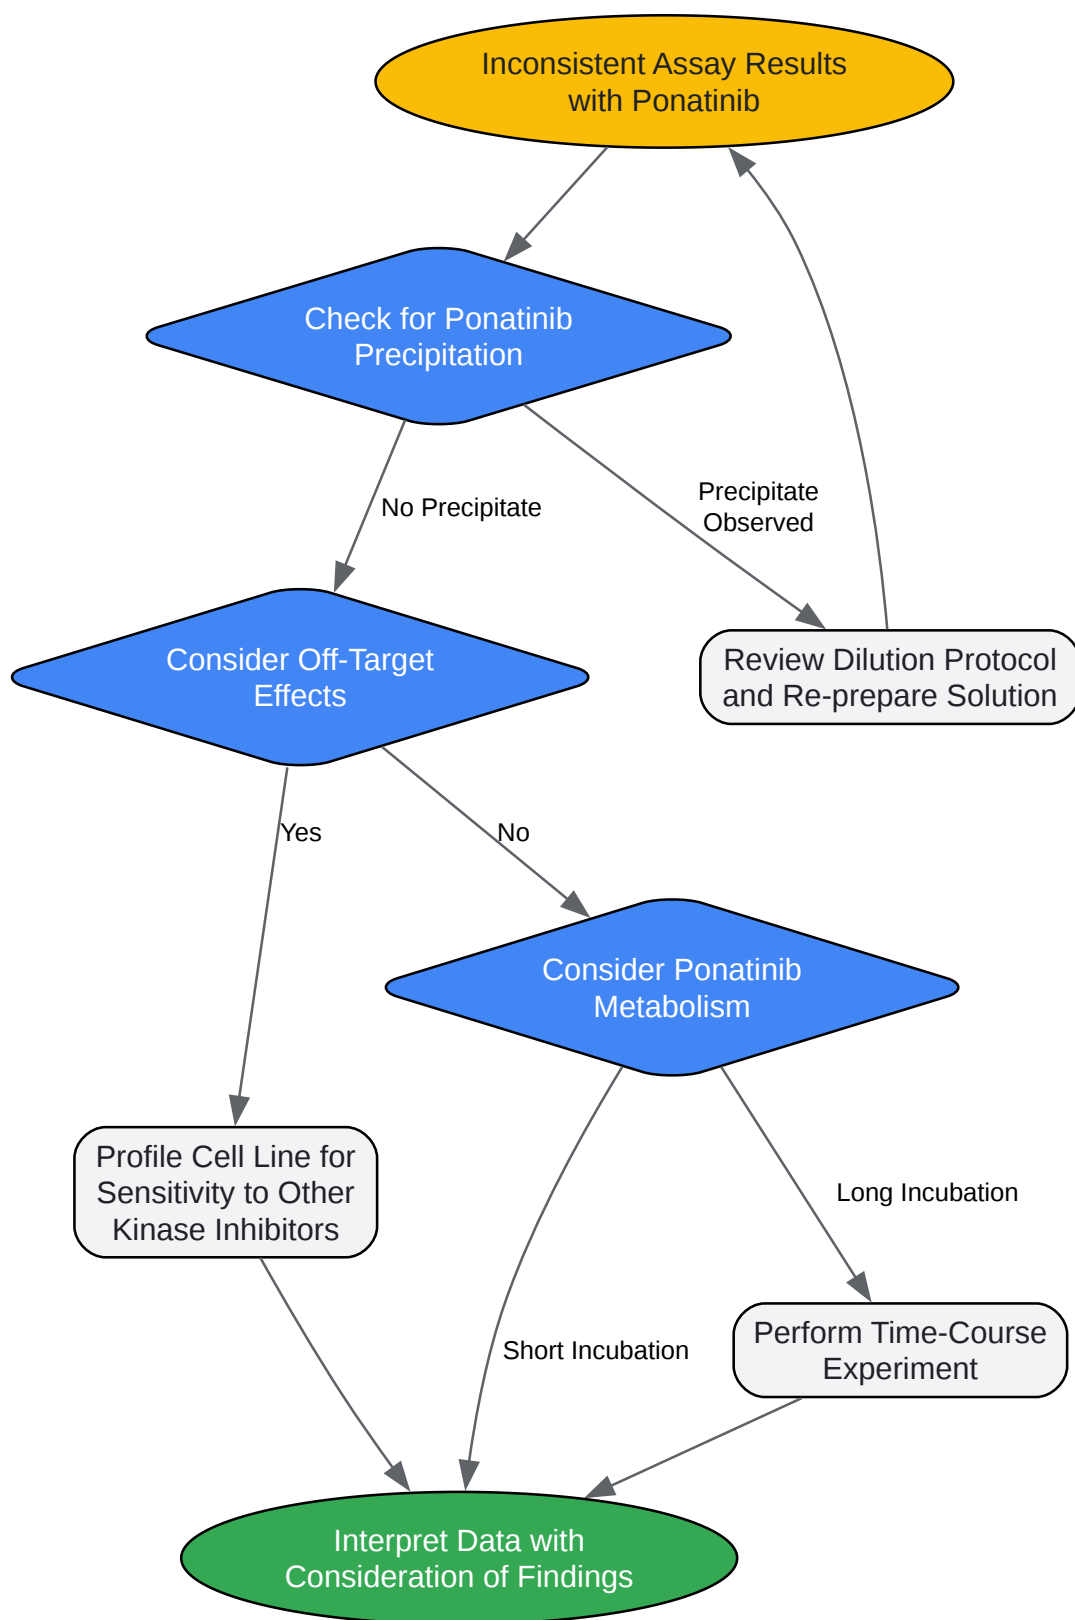 Inconsistent Assay Results
with Ponatinib
Check for Ponatinib
Precipitation
No Precipitate
Precipitate
Observed
Consider Off-Target
Effects
Review Dilution Protocol
and Re-prepare Solution
Yes
No
Consider Ponatinib
Metabolism
Profile Cell Line for
Sensitivity to Other
Kinase Inhibitors
Long Incubation
Short Incubation
Perform Time-Course
Experiment
Interpret Data with
Consideration of Findings